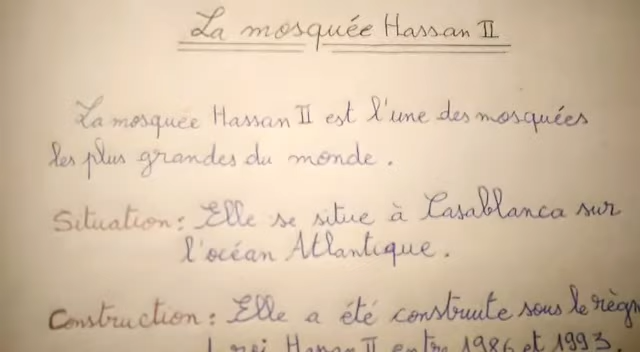 La mosquée Hassan II
La mosquée Hassan II est l'une des mosquées
les plus grandes du monde.
Situation : Elle se situe à Casablanca sur
l'océan Atlantique.
Construction : Elle a été construite sous le règn
roi Hassan II entre 1986 et 1993.